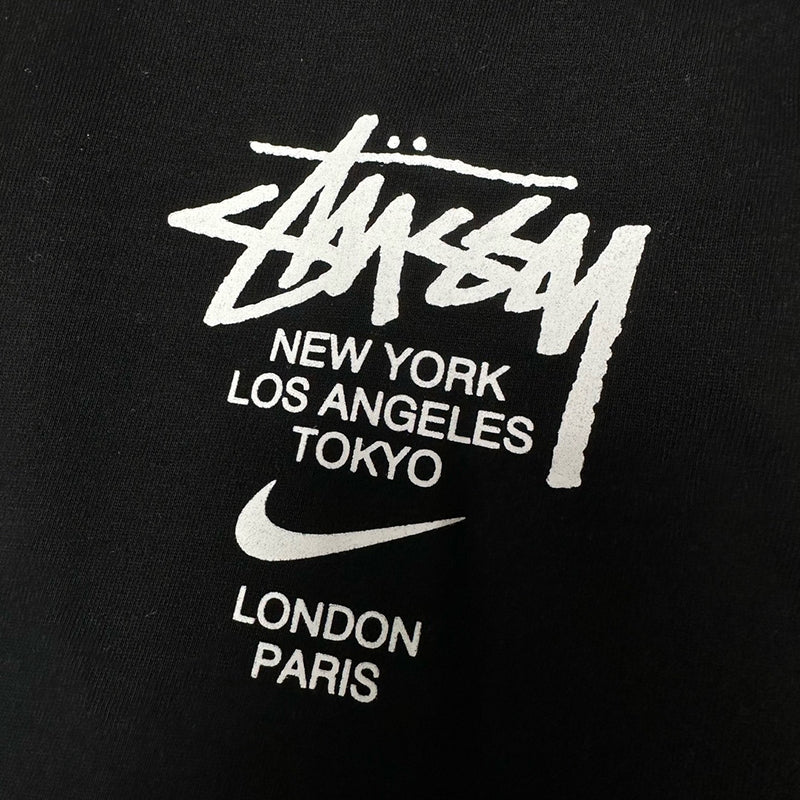 Stüssy
NEW YORK
LOS ANGELES
TOKYO
LONDON
PARIS